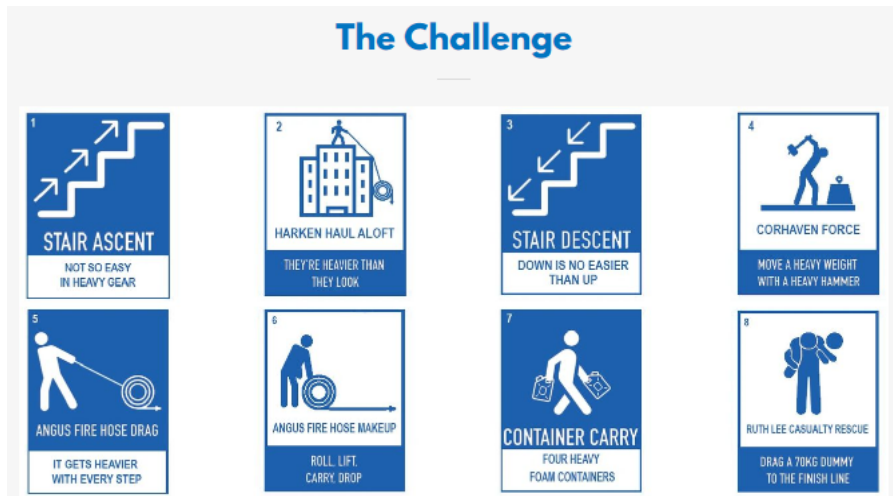 The Challenge
1
STAIR ASCENT
NOT SO EASY
IN HEAVY GEAR
2
HARKEN HAUL ALOFT
THEY'RE HEAVIER THAN
THEY LOOK
3
STAIR DESCENT
DOWN IS NO EASIER
THAN UP
4
CORHAVEN FORCE
MOVE A HEAVY WEIGHT
WITH A HEAVY HAMMER
5
ANGUS FIRE HOSE DRAG
IT GETS HEAVIER
WITH EVERY STEP
6
ANGUS FIRE HOSE MAKEUP
ROLL, LIFT,
CARRY, DROP
7
CONTAINER CARRY
FOUR HEAVY
FOAM CONTAINERS
8
RUTH LEE CASUALTY RESCUE
DRAG A 70KG DUMMY
TO THE FINISH LINE